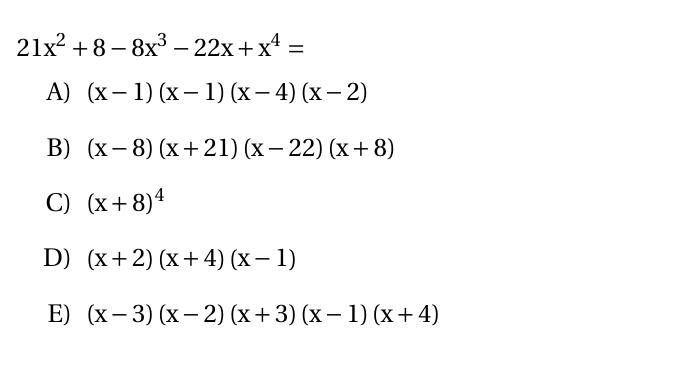 21x² + 8 − 8x³ − 22x + x⁴ =
A) (x − 1) (x − 1) (x − 4) (x − 2)
B) (x − 8) (x + 21) (x − 22) (x + 8)
C) (x + 8)⁴
D) (x + 2) (x + 4) (x − 1)
E) (x − 3) (x − 2) (x + 3) (x − 1) (x + 4)